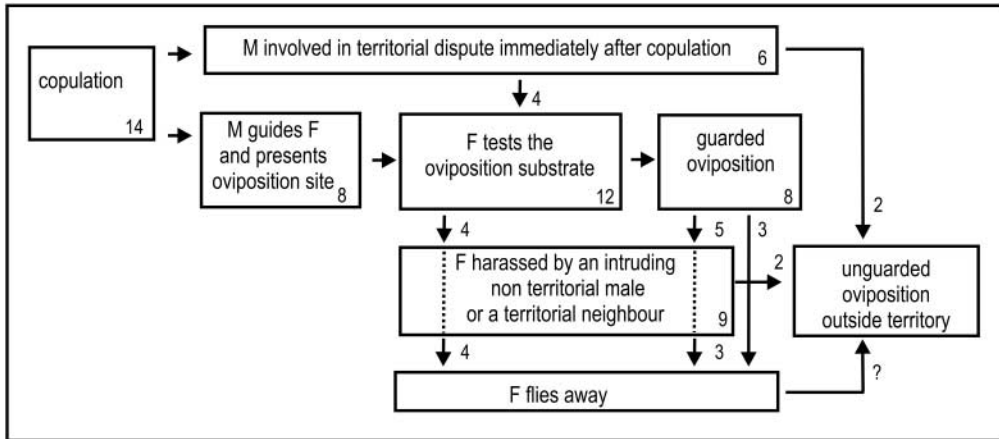 M involved in territorial dispute immediately after copulation
6
copulation
14
4
M guides F
and presents
oviposition site
8
F tests the
oviposition substrate
12
guarded
oviposition
8
2
4
5
3
F harassed by an intruding
non territorial male
or a territorial neighbour
9
2
unguarded
oviposition
outside territory
4
3
?
F flies away